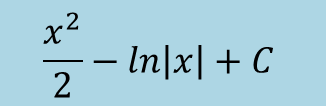 x²/2 − ln|x| + C